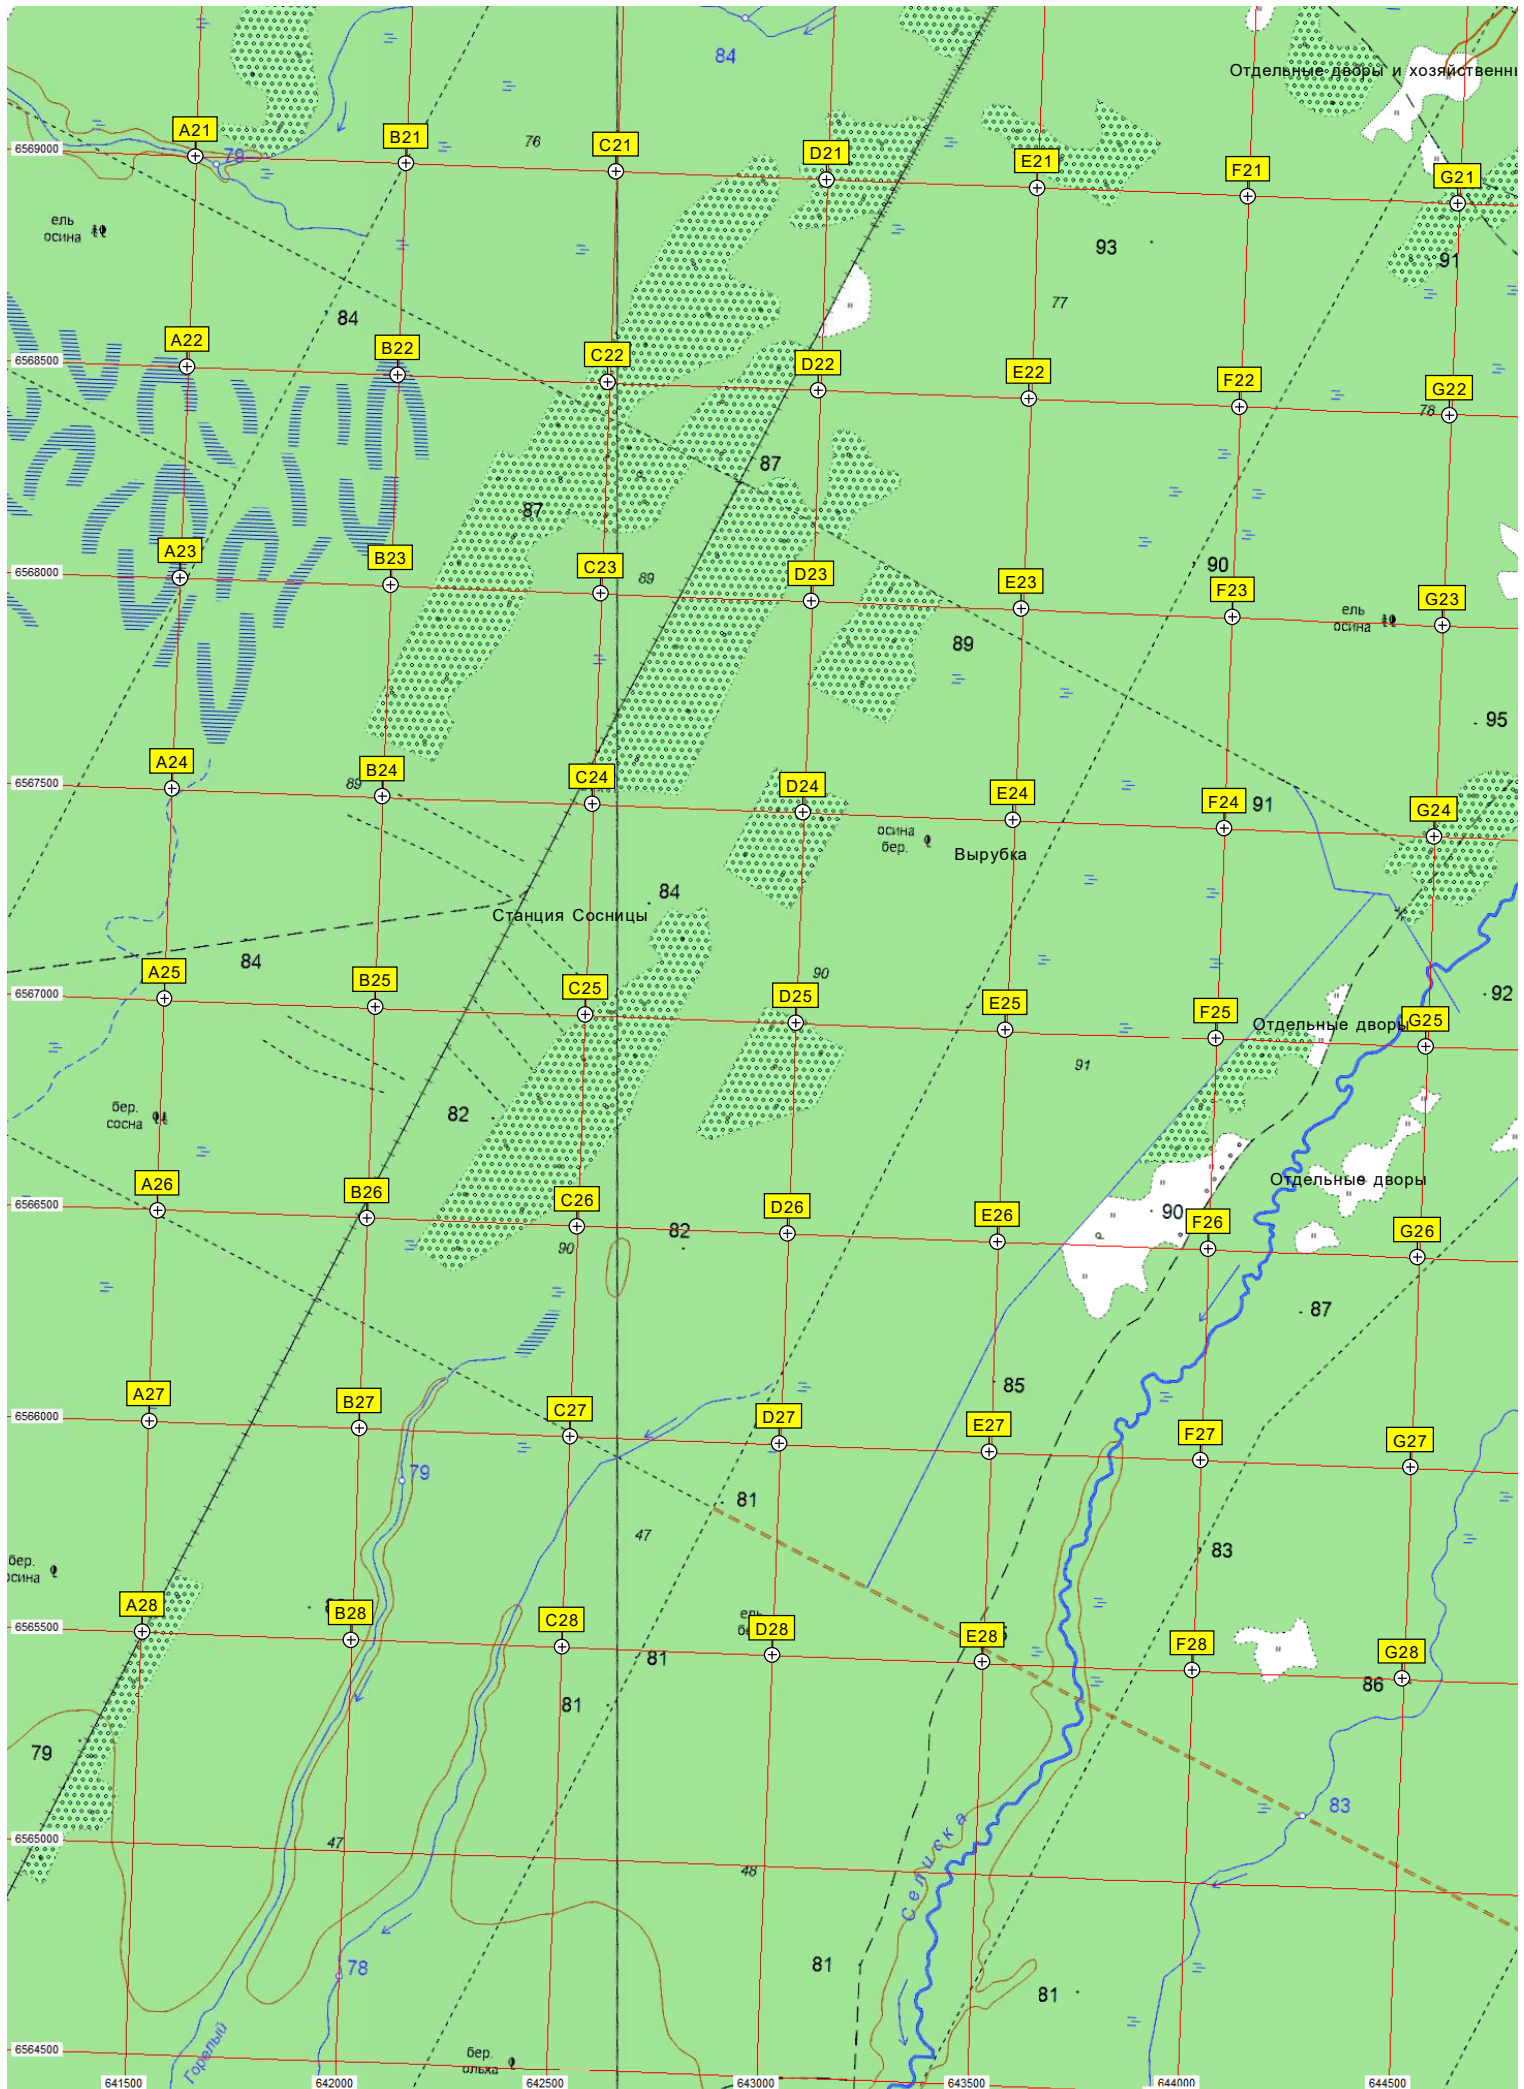 84
Отдельные дворы и хозяйственны
A21
B21
76
C21
D21
E21
F21
G21
6569000
79
ель
осина
93
91
77
84
A22
B22
C22
D22
E22
F22
G22
6568500
78
87
87
A23
B23
C23
89
D23
E23
90
F23
G23
6568000
ель
осина
89
95
A24
B24
C24
D24
E24
F24
91
G24
6567500
89
осина
бер.
Вырубка
84
Станция Сосницы
84
A25
B25
C25
90
D25
E25
F25
Отдельные дворы
G25
92
6567000
91
бер.
сосна
82
A26
B26
C26
D26
E26
90
F26
Отдельные дворы
G26
6566500
90
82
87
85
A27
B27
C27
D27
E27
F27
G27
6566000
79
81
47
83
бер.
осина
A28
B28
C28
D28
E28
F28
G28
6565500
81
81
86
79
83
6565000
47
48
Селиска
81
78
81
Горелый
бер.
ольха
6564500
641500
642000
642500
643000
643500
644000
644500